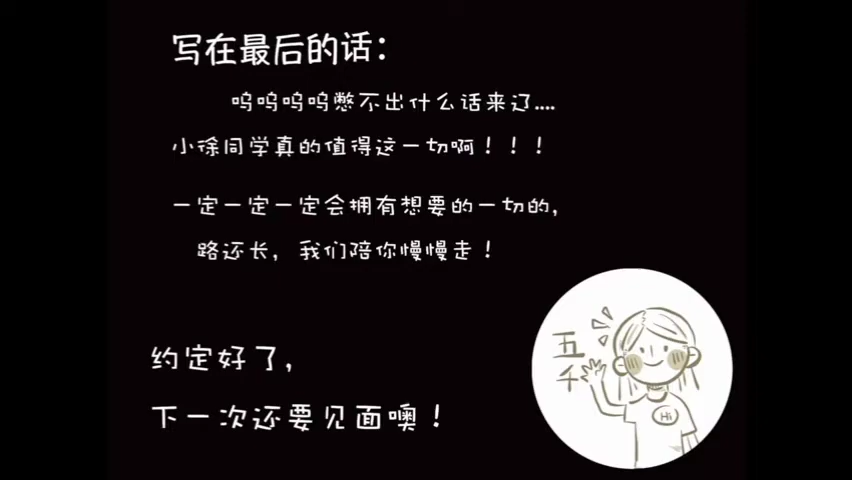 写在最后的话：
呜呜呜呜憋不出什么话来辽....
小徐同学真的值得这一切啊！！！
一定一定一定会拥有想要的一切的，
路还长，我们陪你慢慢走！
约定好了，
下一次还要见面噢！
五
千
Hi